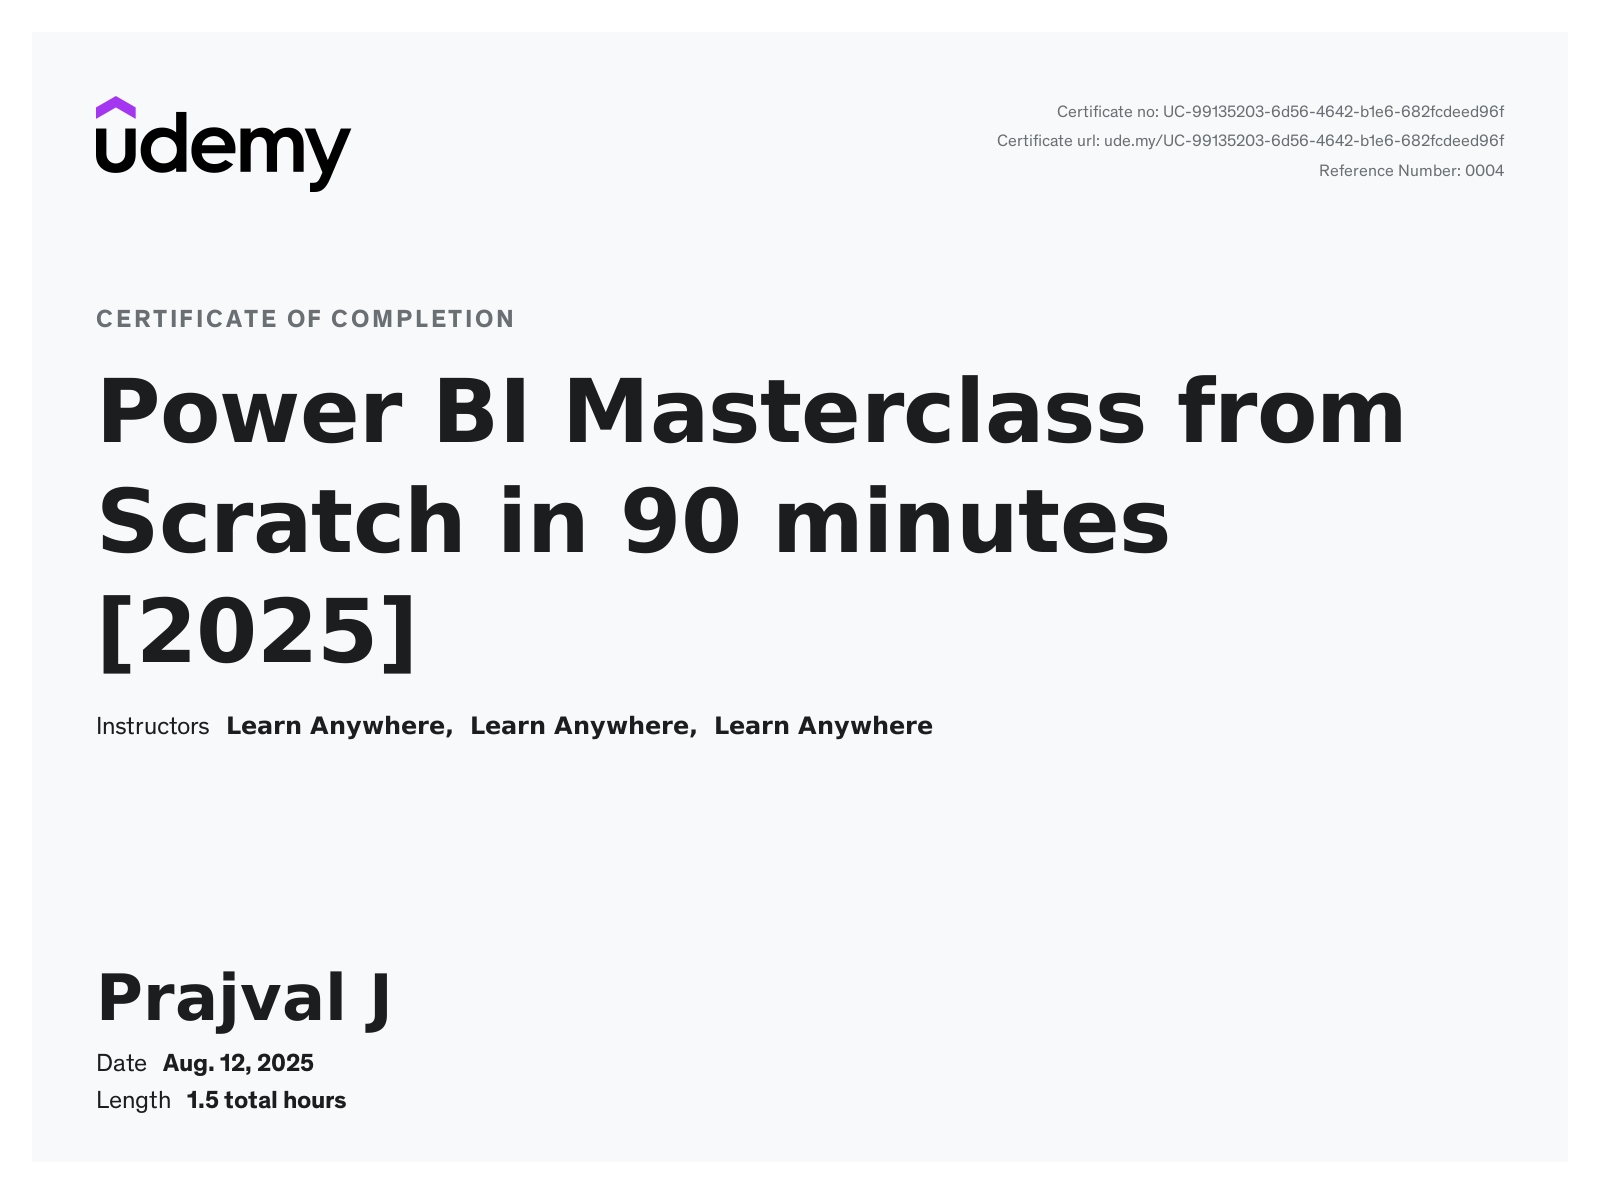 udemy
Certificate no: UC-99135203-6d56-4642-b1e6-682fcdeed96f
Certificate url: ude.my/UC-99135203-6d56-4642-b1e6-682fcdeed96f
Reference Number: 0004
CERTIFICATE OF COMPLETION
Power BI Masterclass from
Scratch in 90 minutes
[2025]
Instructors Learn Anywhere, Learn Anywhere, Learn Anywhere
Prajval J
Date Aug. 12, 2025
Length 1.5 total hours